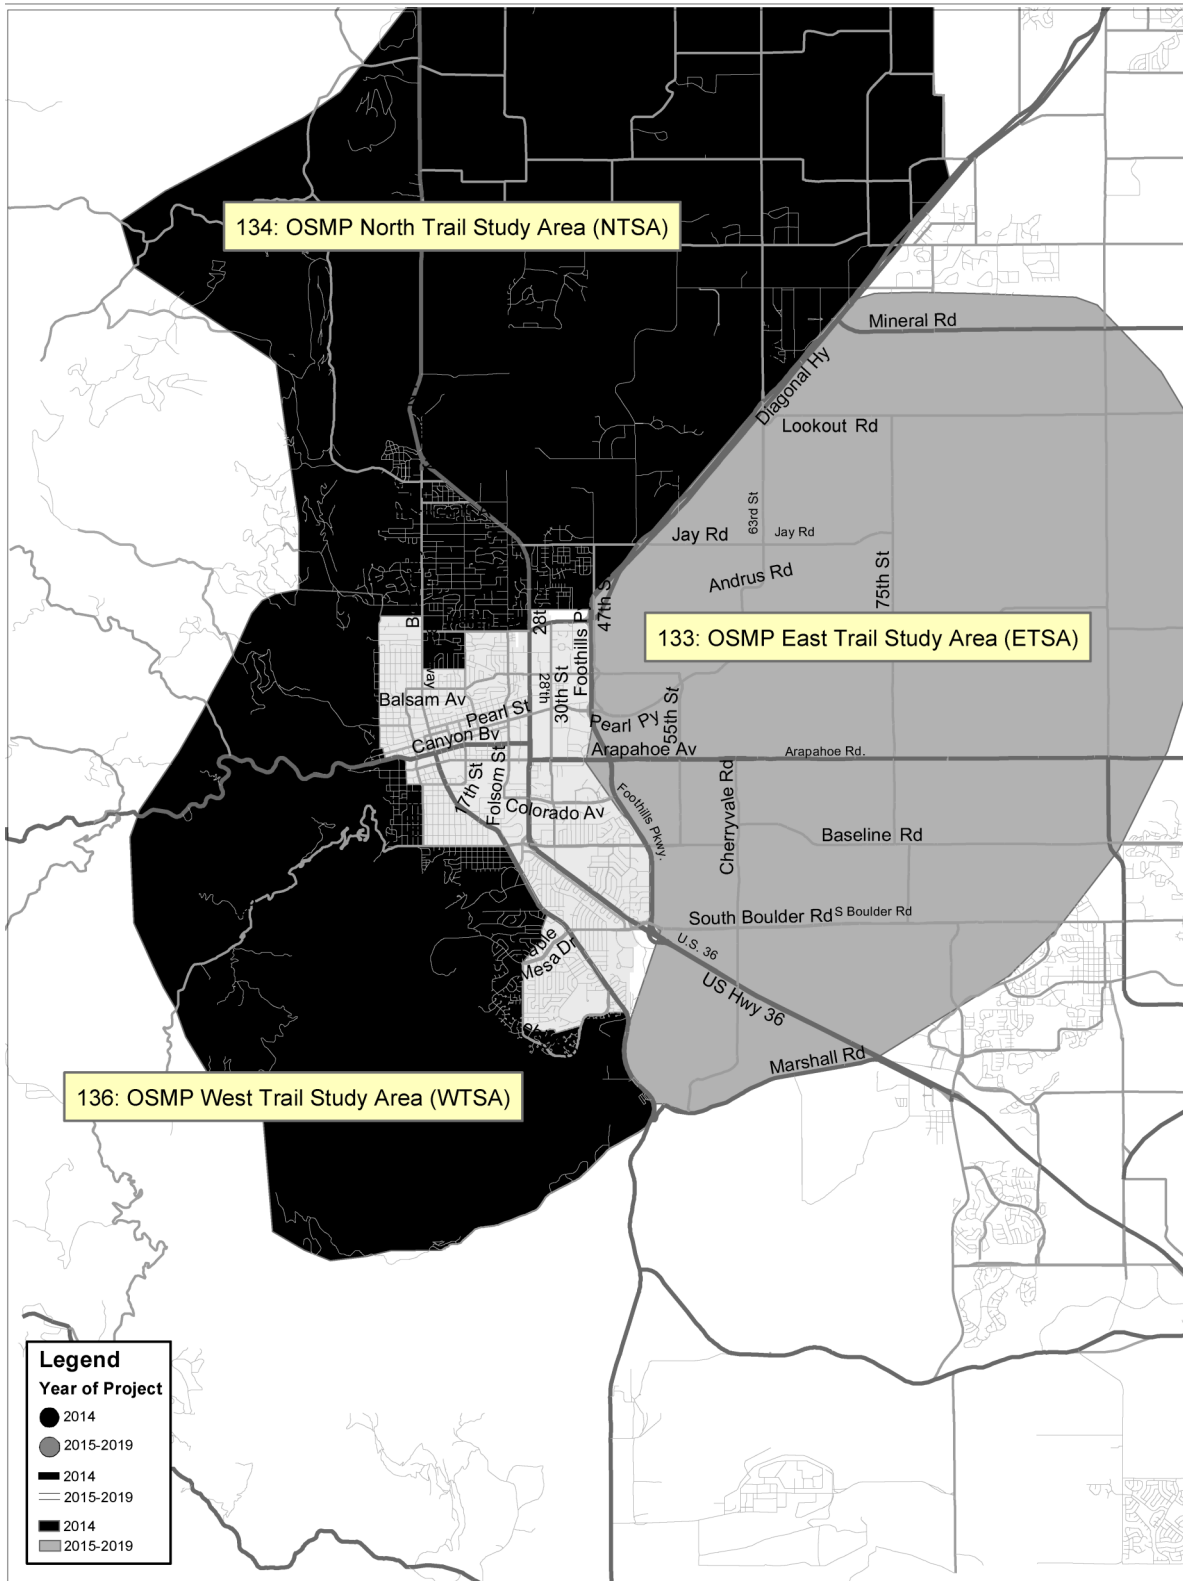 134: OSMP North Trail Study Area (NTSA)
Mineral Rd
Diagonal Hy
Lookout Rd
63rd St
Jay Rd
Jay Rd
Andrus Rd
75th St
47th S
28th
Foothills P
133: OSMP East Trail Study Area (ETSA)
B
way
Balsam Av
28'th
30th St
55th St
Pearl St
Pearl Py
Canyon Bv
Arapahoe Av
Arapahoe Rd.
17th St
Folsom St
Colorado Av
Foothills Pkwy.
Cherryvale Rd
Baseline Rd
South Boulder Rd
S Boulder Rd
able
Mesa Dr
U.S. 36
US Hwy 36
Marshall Rd
136: OSMP West Trail Study Area (WTSA)
Legend
Year of Project
2014
2015-2019
2014
2015-2019
2014
2015-2019